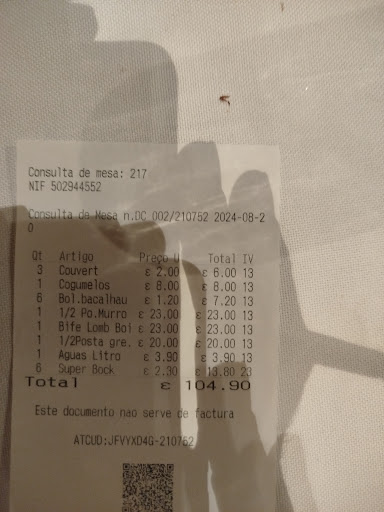 Consulta de mesa: 217
NIF 502944552
Consulta de Mesa n.DC 002/210752 2024-08-2
0
Qt Artigo Preço U Total IV
3 Couvert € 2.00 € 6.00 13
1 Cogumelos € 8.00 € 8.00 13
6 Bol.bacalhau € 1.20 € 7.20 13
1 1/2 Po.Murro € 23.00 € 23.00 13
1 Bife Lomb Boi € 23.00 € 23.00 13
1 1/2Posta gre. € 20.00 € 20.00 13
1 Aguas Litro € 3.90 € 3.90 13
6 Super Bock € 2.30 € 13.80 23
Total € 104.90
Este documento nao serve de factura
ATCUD:JFVYXD4G-210752